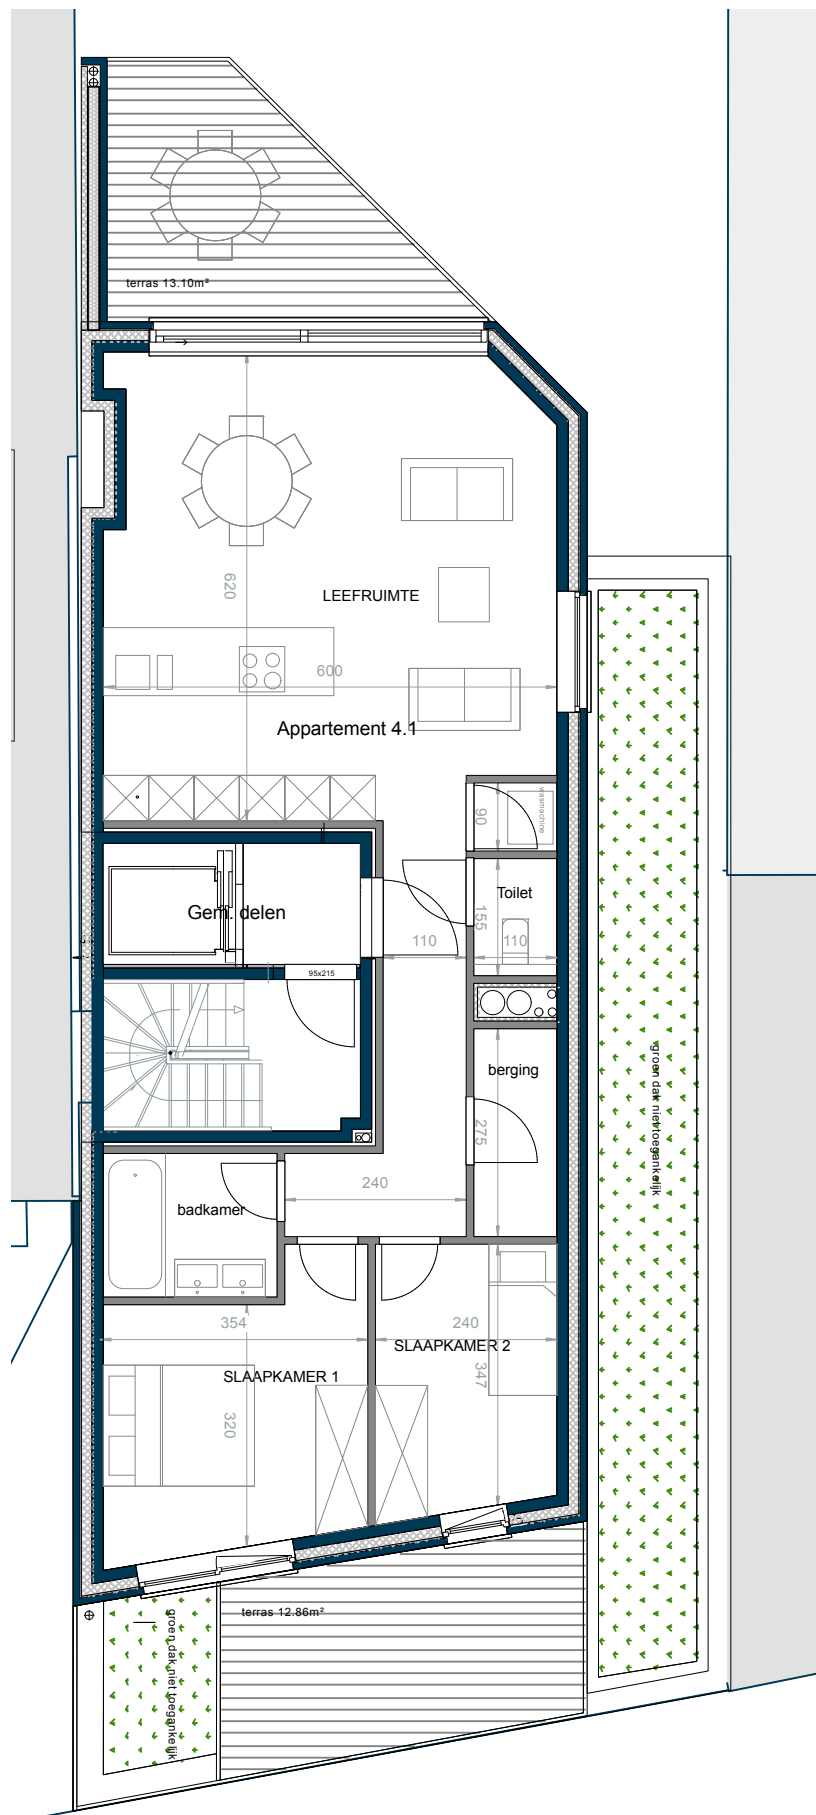 terras 13.10m²
620
LEEFRUIMTE
600
Appartement 4.1
90
wasmachine
Toilet
155
110
Gem. delen
110
95x215
berging
275
groen dak niet toegankelijk
240
badkamer
354
240
SLAAPKAMER 2
347
SLAAPKAMER 1
320
terras 12.86m²
groen dak niet toegankelijk